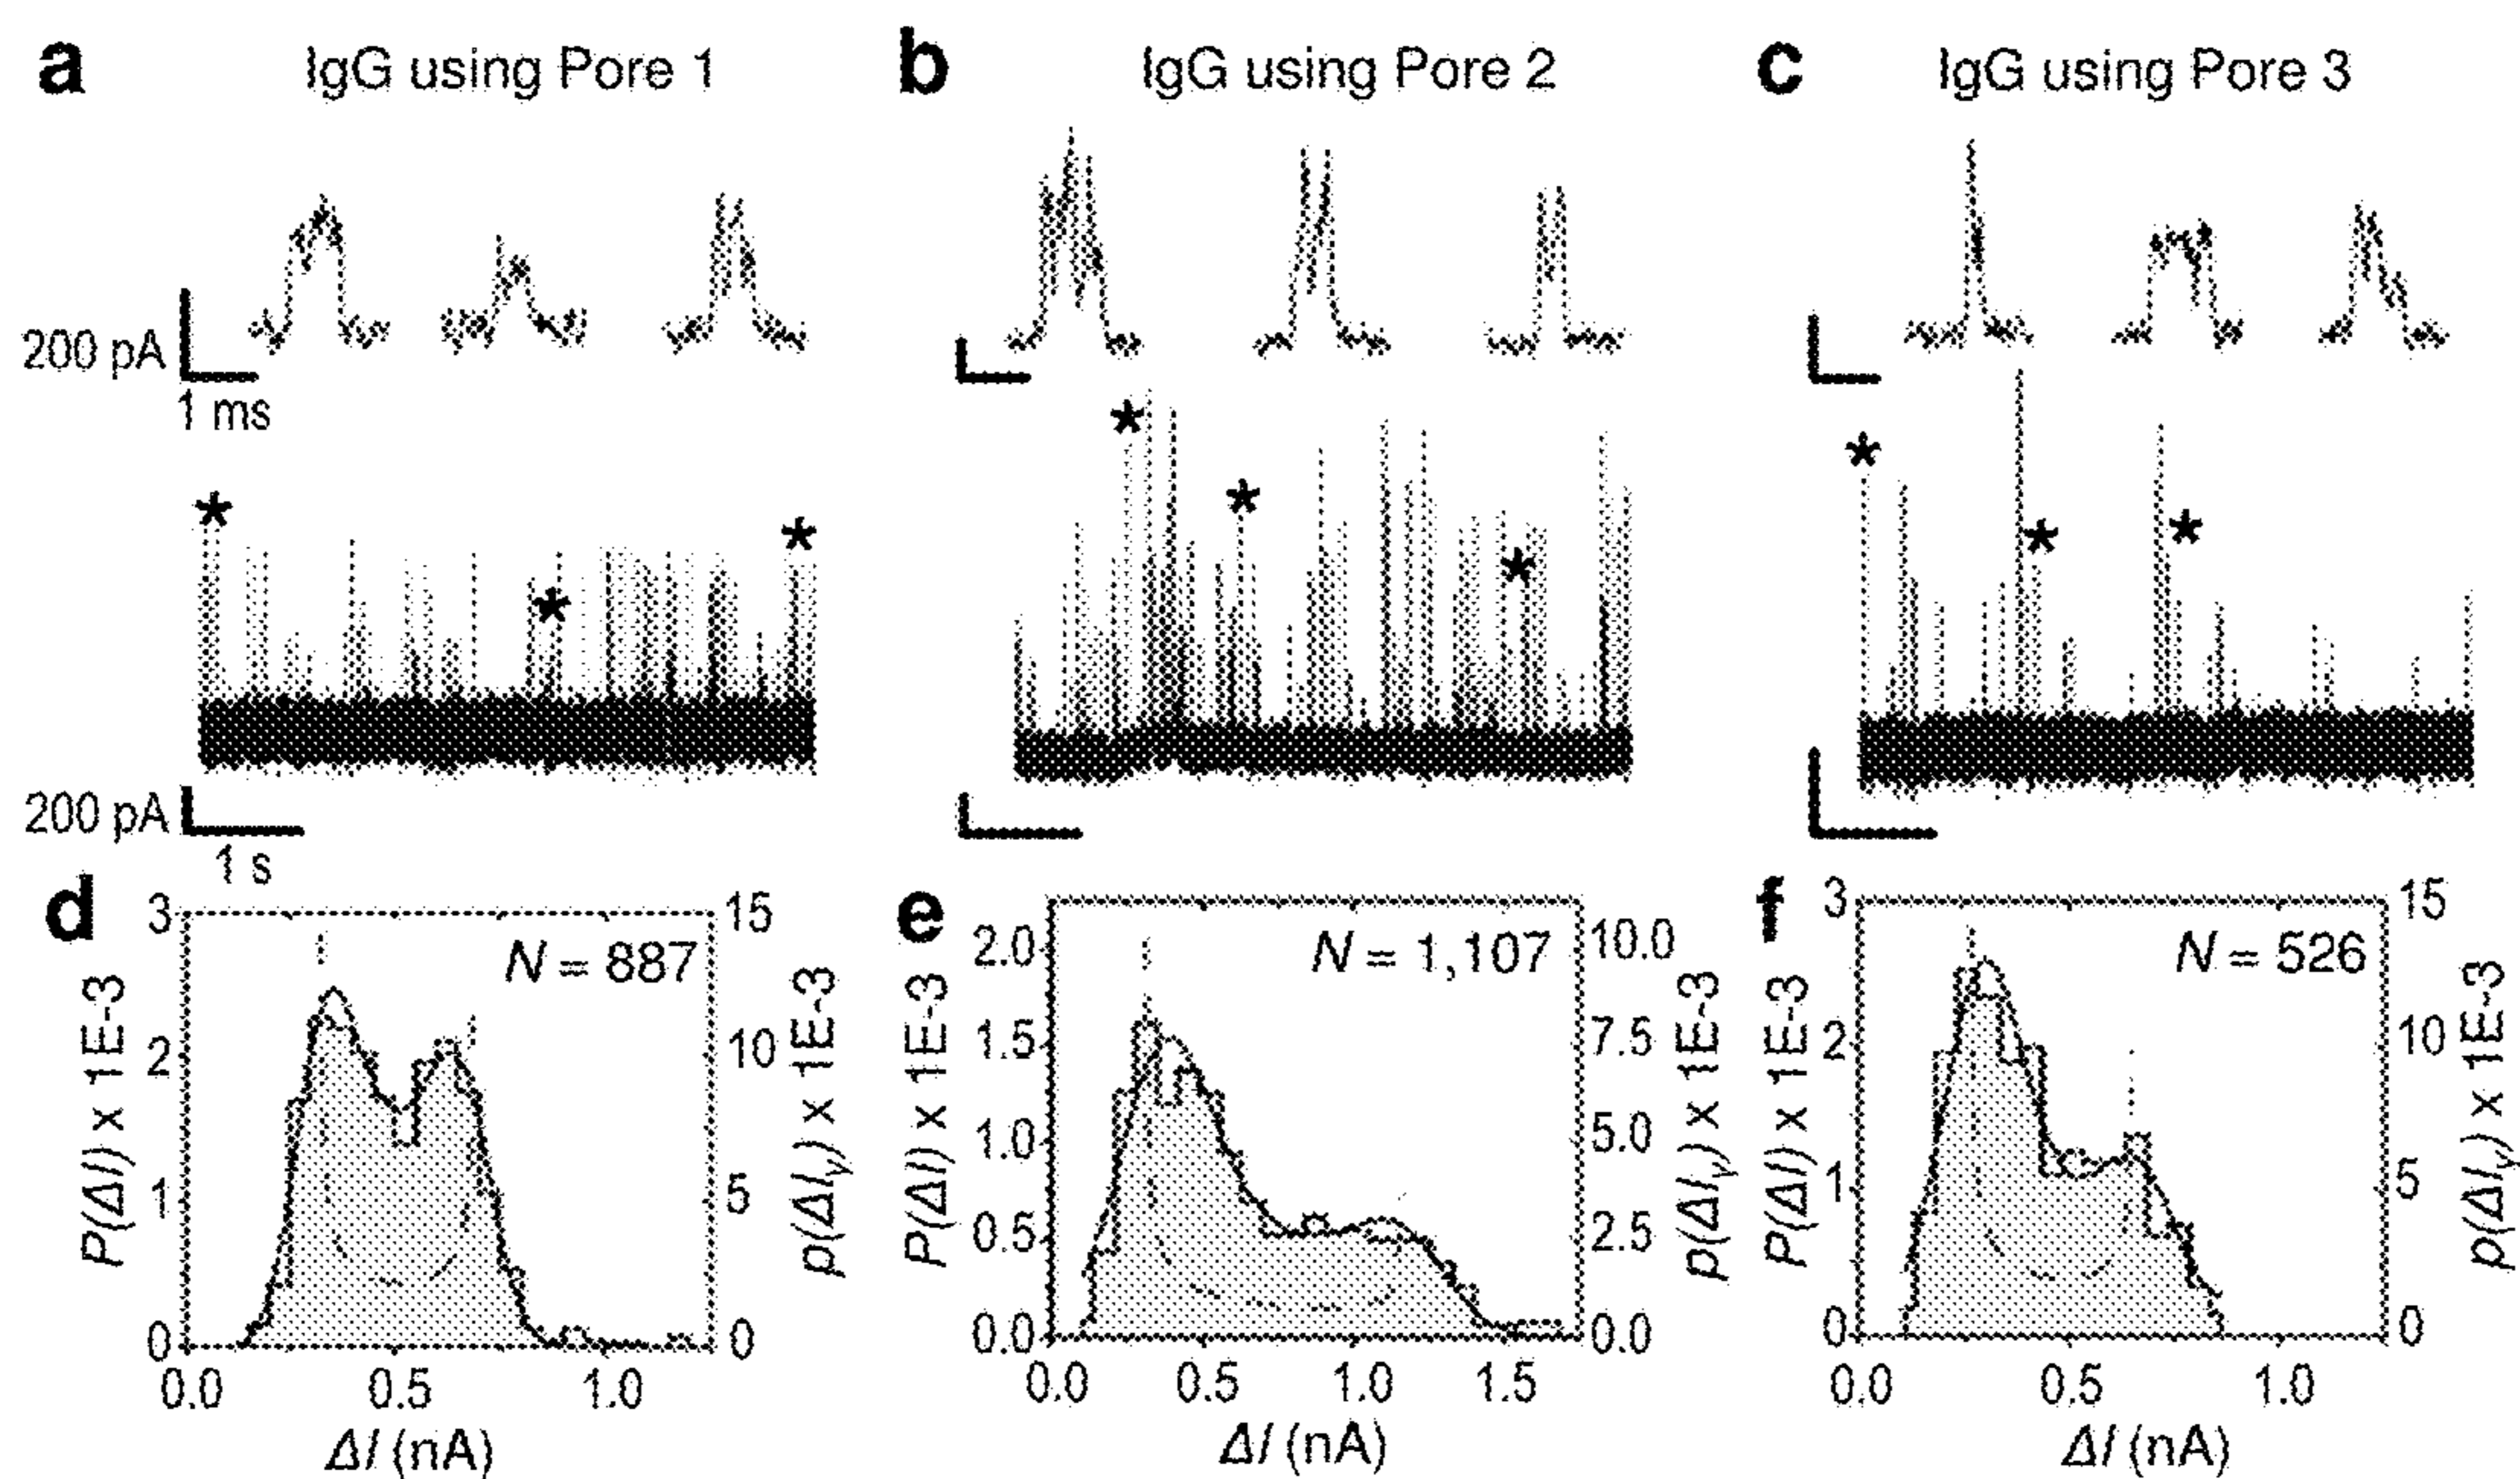 a IgG using Pore 1
b IgG using Pore 2
c IgG using Pore 3
200 pA
1 ms
* * *
* * *
* * *
200 pA
1 s
d
N = 887
P(ΔI) x 1E-3
3
2
1
0
15
10
5
0
p(ΔIγ) x 1E-3
0.0 0.5 1.0
ΔI (nA)
e
N = 1,107
P(ΔI) x 1E-3
2.0
1.5
1.0
0.5
0.0
10.0
7.5
5.0
2.5
0.0
p(ΔIγ) x 1E-3
0.0 0.5 1.0 1.5
ΔI (nA)
f
N = 526
P(ΔI) x 1E-3
3
2
1
0
15
10
5
0
p(ΔIγ) x 1E-3
0.0 0.5 1.0
ΔI (nA)